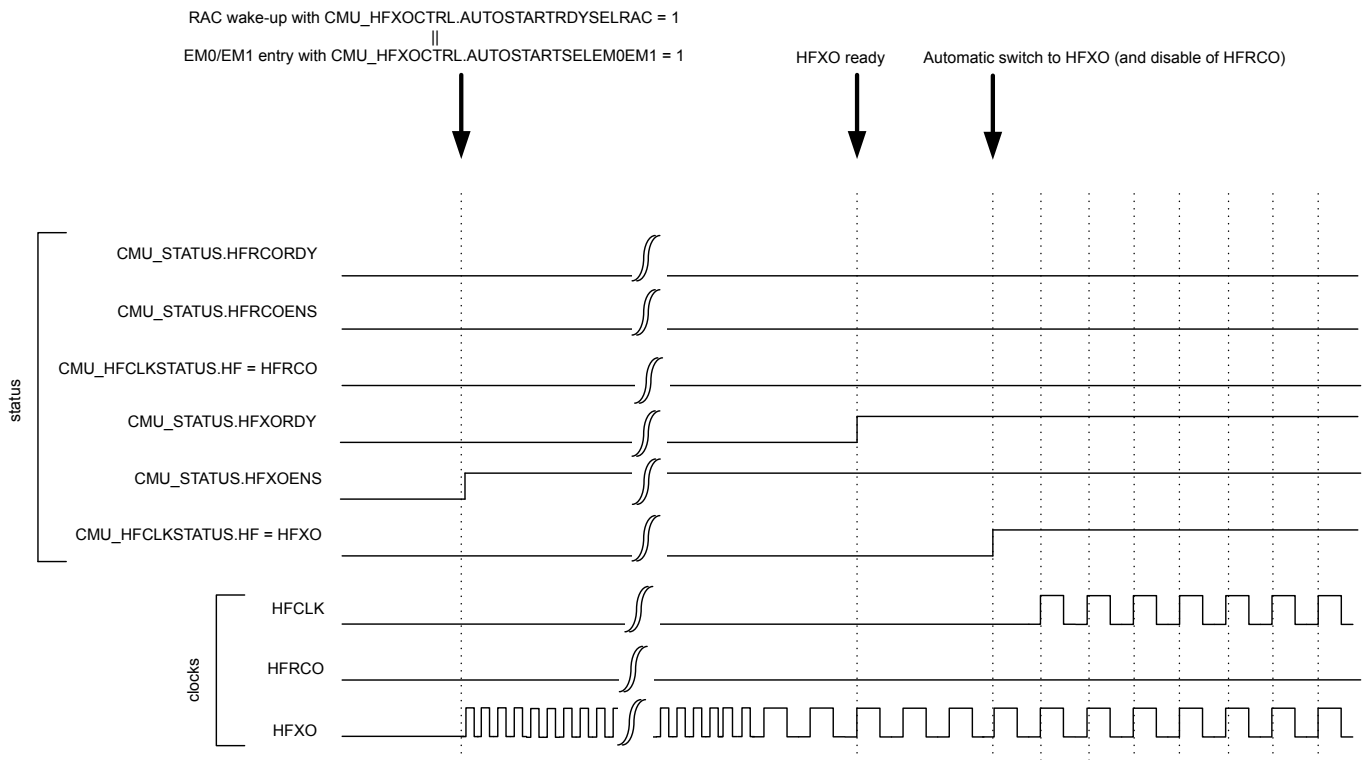 RAC wake-up with CMU_HFXOCTRL.AUTOSTARTRDYSELRAC = 1
||
EM0/EM1 entry with CMU_HFXOCTRL.AUTOSTARTSELEM0EM1 = 1
HFXO ready
Automatic switch to HFXO (and disable of HFRCO)
status
CMU_STATUS.HFRCORDY
CMU_STATUS.HFRCOENS
CMU_HFCLKSTATUS.HF = HFRCO
CMU_STATUS.HFXORDY
CMU_STATUS.HFXOENS
CMU_HFCLKSTATUS.HF = HFXO
clocks
HFCLK
HFRCO
HFXO